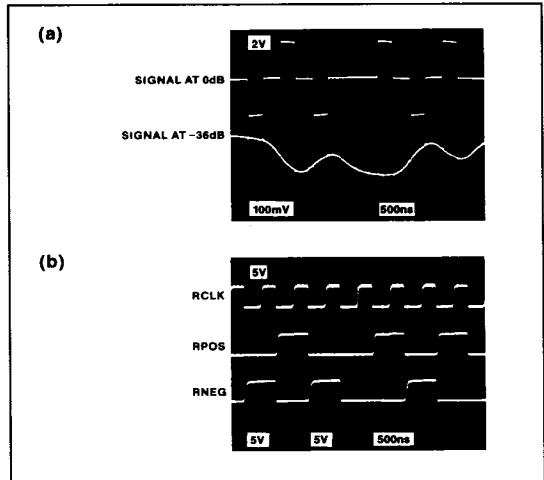 (a)
2V
SIGNAL AT 0dB
SIGNAL AT −36dB
100mV 500ns
(b)
5V
RCLK
RPOS
RNEG
5V 5V 500ns